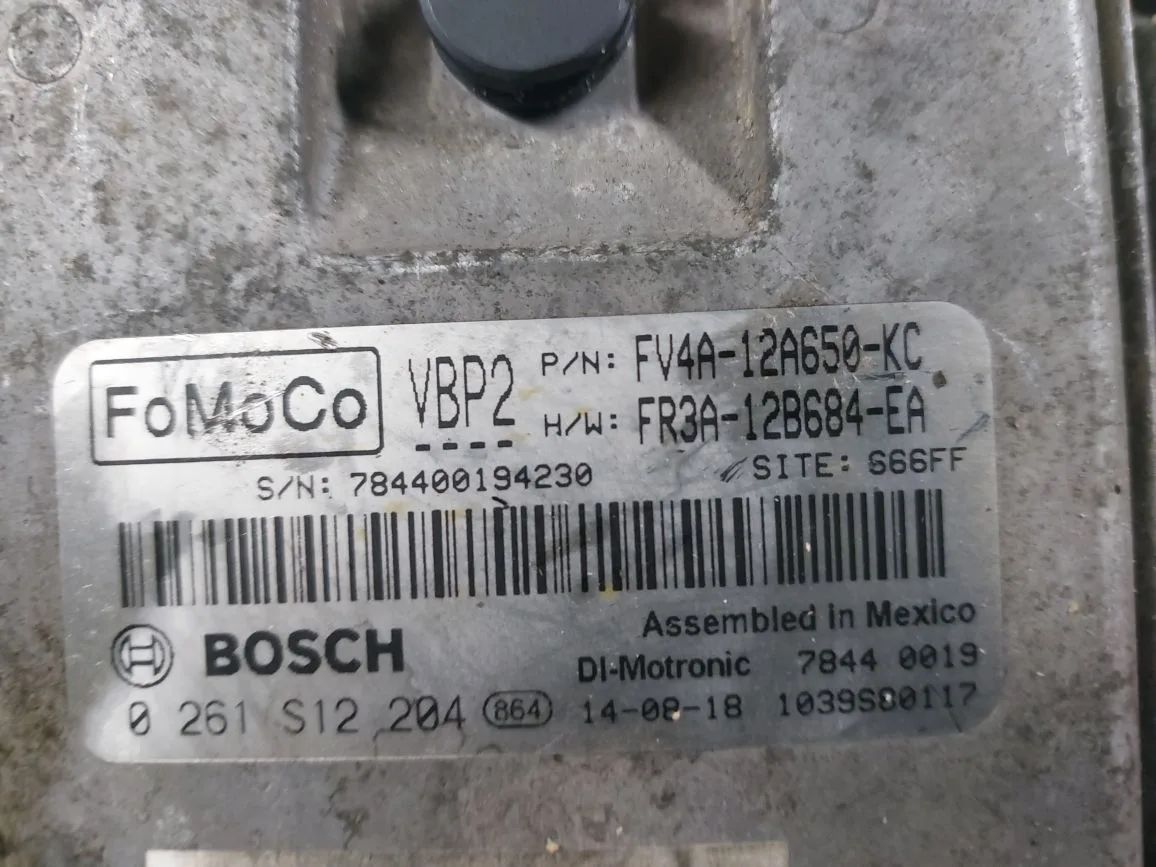 FoMoCo VBP2 P/N: FV4A-12A650-KC
H/W: FR3A-12B684-EA
S/N: 784400194230 SITE: S66FF
BOSCH Assembled in Mexico
DI-Motronic 7844 0019
0 261 S12 204 864 14-08-18 1039S80117